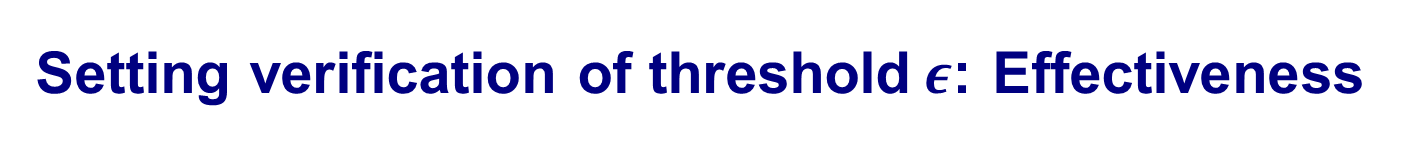 Setting verification of threshold ϵ: Effectiveness